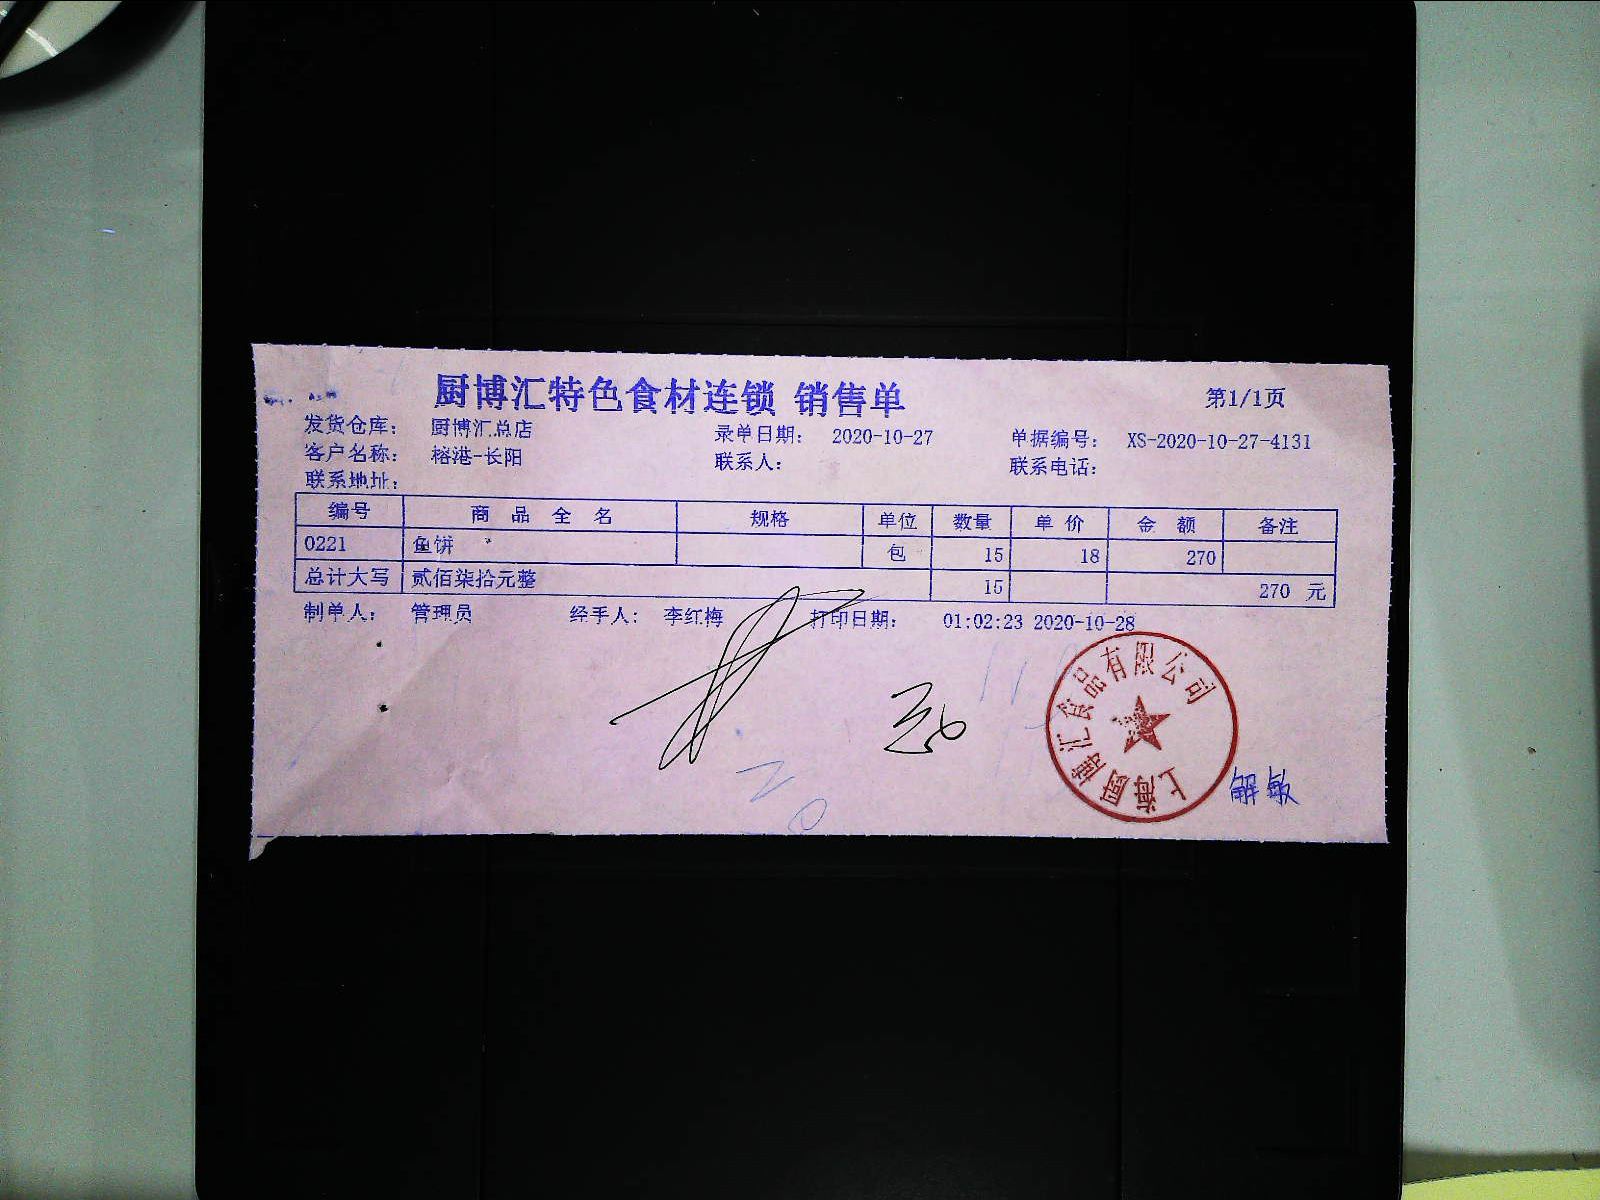 厨博汇特色食材连锁 销售单 第1/1页
发货仓库： 厨博汇总店 录单日期： 2020-10-27 单据编号： XS-2020-10-27-4131
客户名称： 榕港-长阳 联系人： 联系电话：
联系地址：
编号 商品全名 规格 单位 数量 单价 金额 备注
0221 鱼饼 包 15 18 270
总计大写 贰佰柒拾元整 15 270 元
制单人： 管理员 经手人： 李红梅 打印日期： 01:02:23 2020-10-28
上海厨博汇食品有限公司
解敏